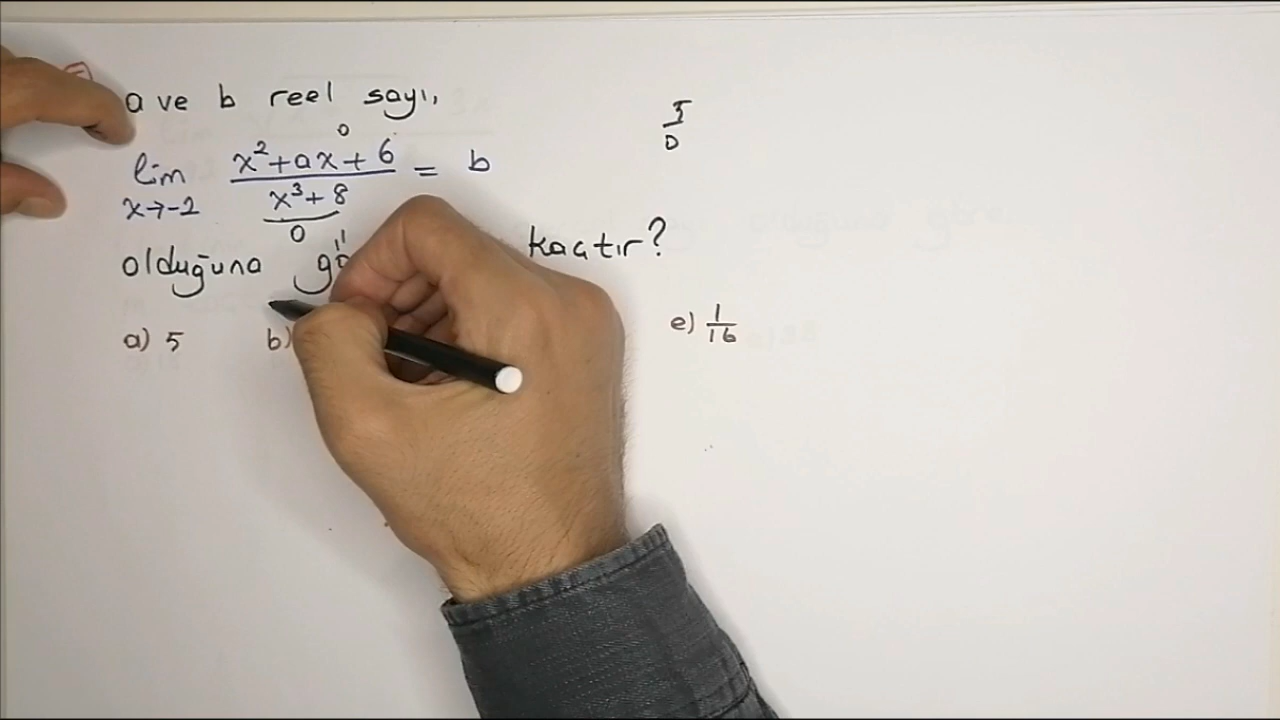 a ve b reel sayı,
0
lim x²+ax+6 = b
x→-2 x³+8
0
olduğuna kaçtır?
a) 5 b) e) 1/16
5/0